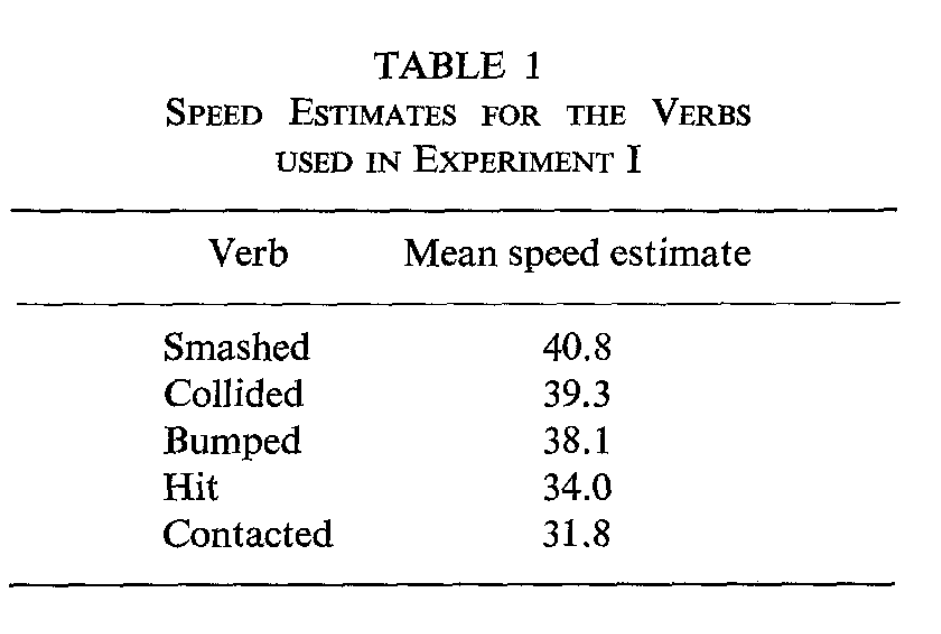 TABLE 1
SPEED ESTIMATES FOR THE VERBS
USED IN EXPERIMENT I
Verb Mean speed estimate
Smashed 40.8
Collided 39.3
Bumped 38.1
Hit 34.0
Contacted 31.8